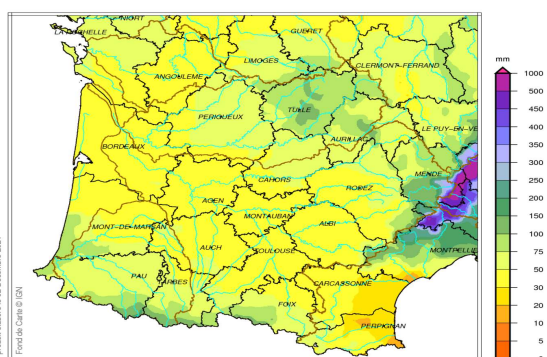 NIORT
GUERET
LA ROCHELLE
LIMOGES
CLERMONT-FERRAND
ANGOULEME
TULLE
PERIGUEUX
LE PUY-EN-VE
AURILLAC
BORDEAUX
MENDE
CAHORS
RODEZ
AGEN
MONTAUBAN
ALBI
MONT-DE-MARSAN
AUCH
TOULOUSE
MONTPELLIE
PAU
ARBES
CARCASSONNE
FOIX
PERPIGNAN
Fond de Carte © IGN
mm
1000
500
450
400
350
300
250
200
150
100
75
50
30
20
10
5